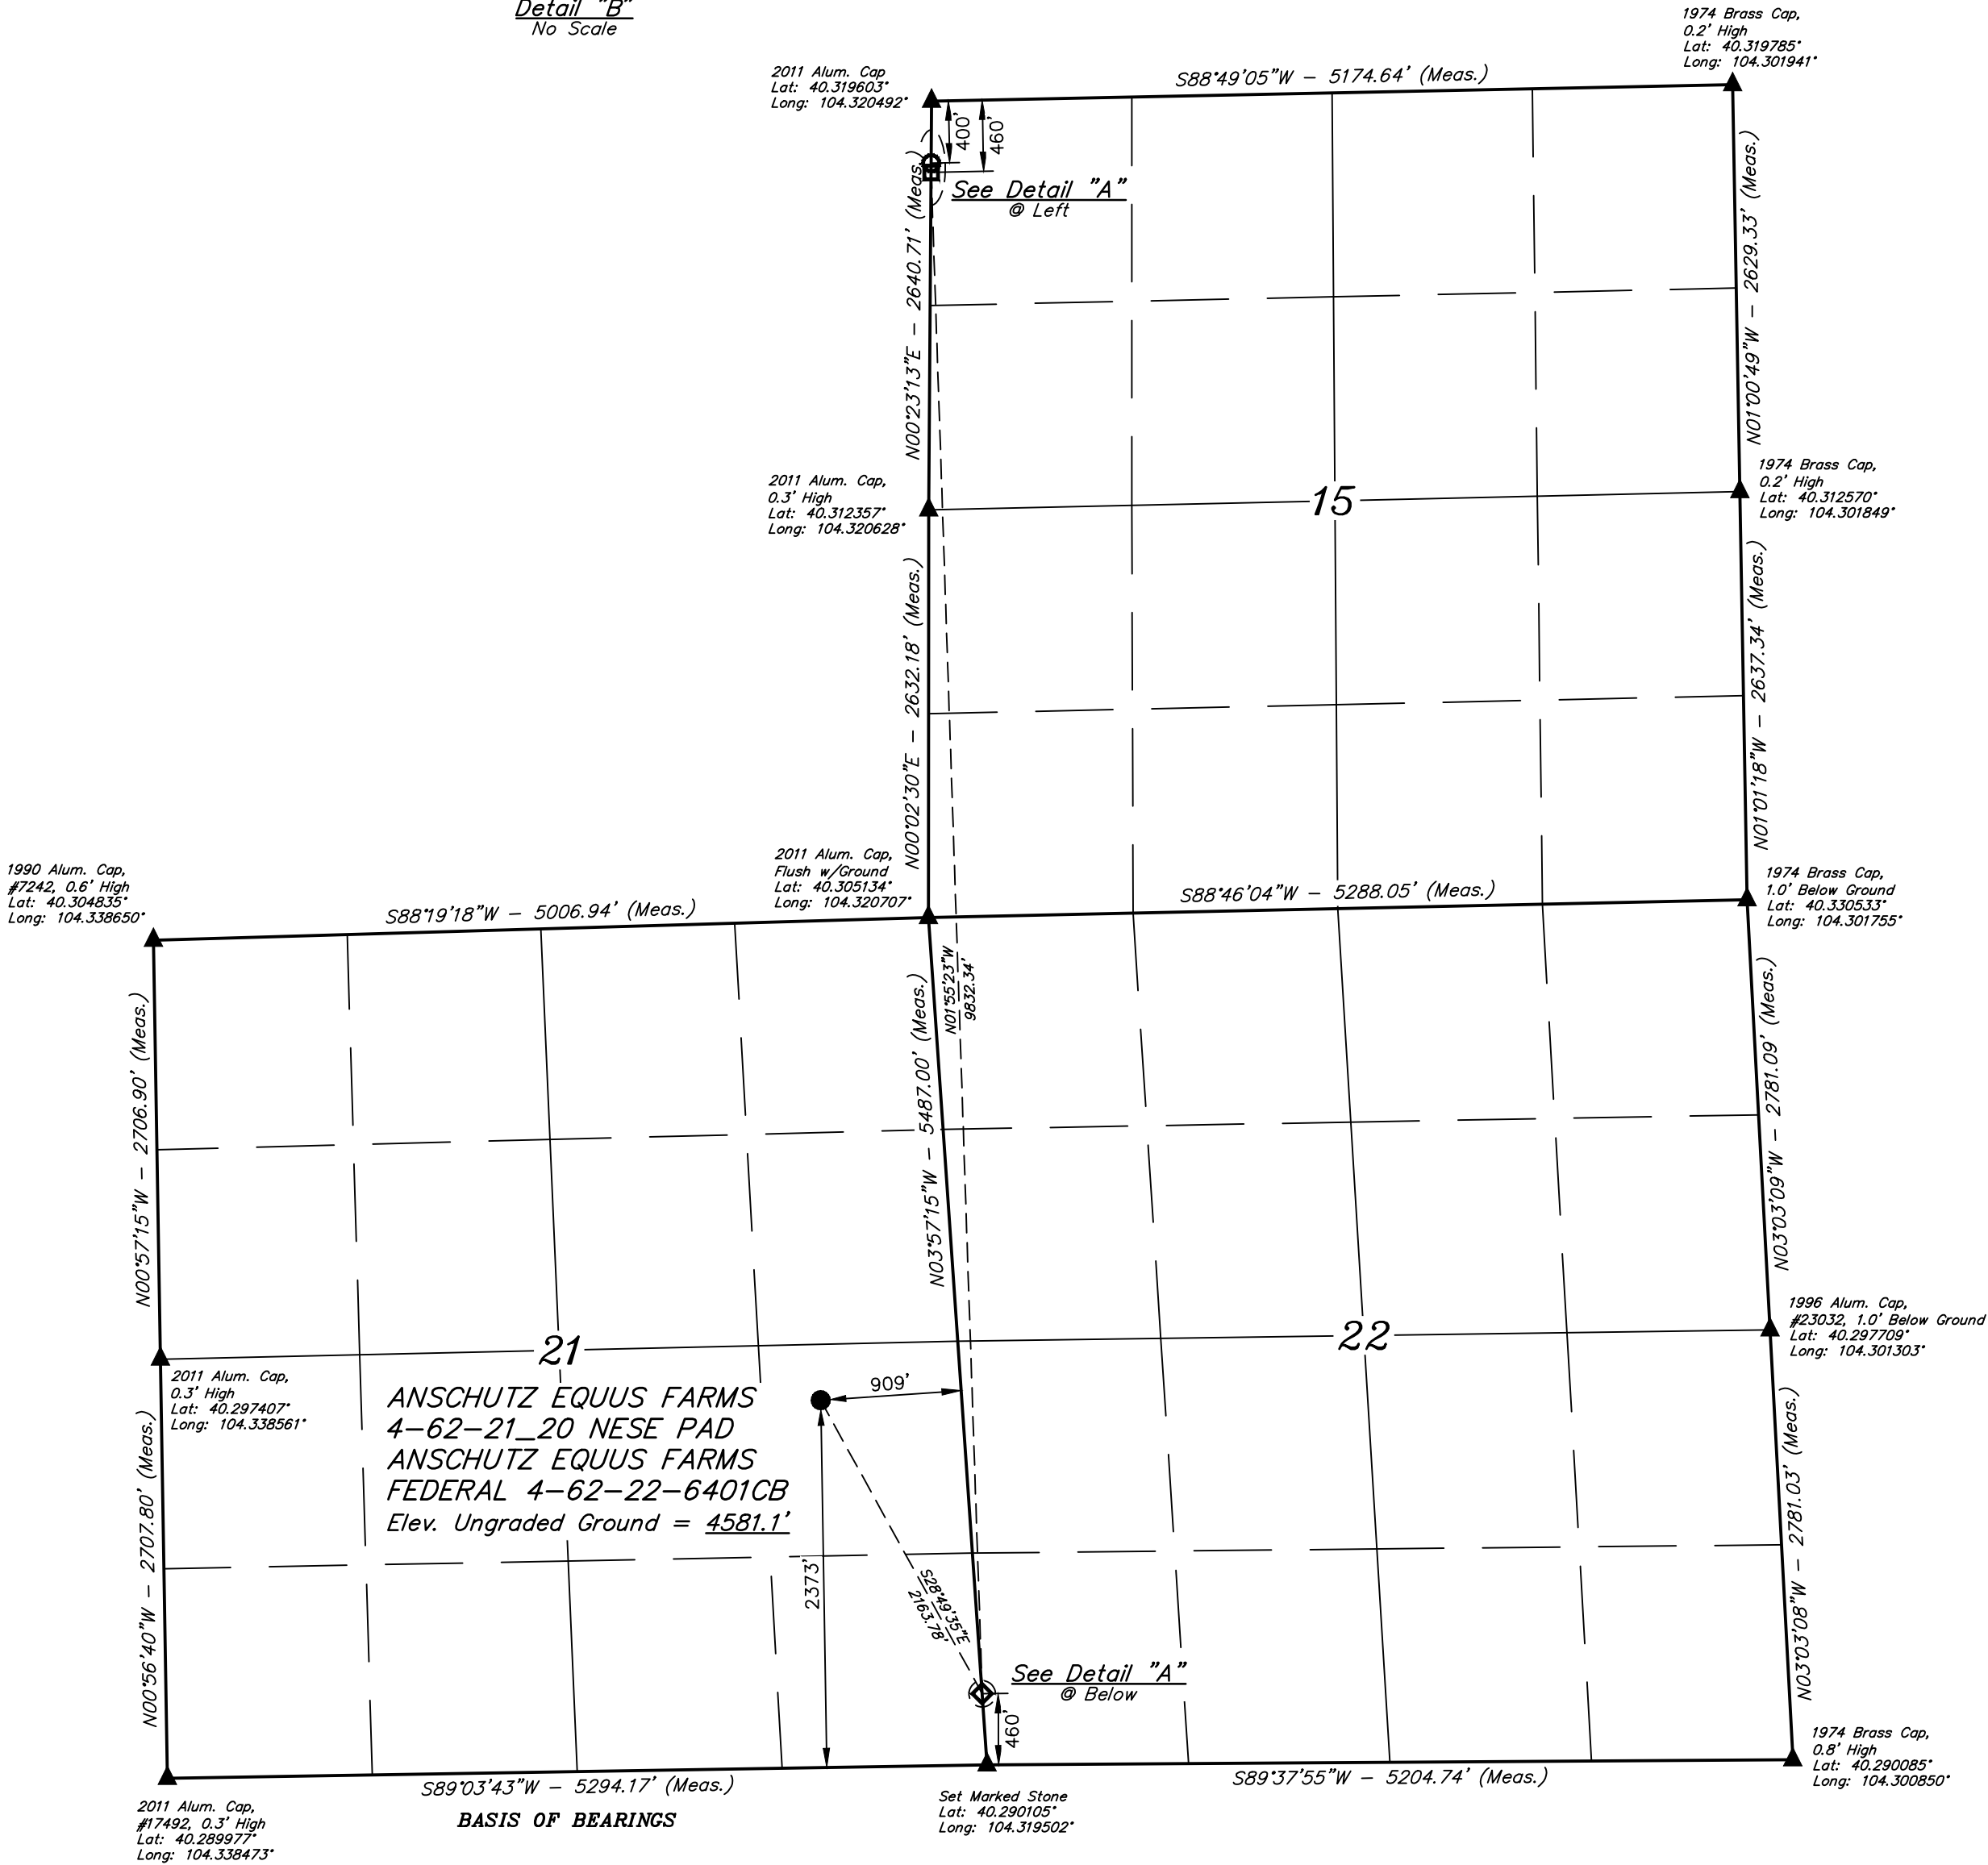 Detail "B"
No Scale
1974 Brass Cap,
0.2' High
Lat: 40.319785°
Long: 104.301941°
2011 Alum. Cap
Lat: 40.319603°
Long: 104.320492°
S88°49'05"W - 5174.64' (Meas.)
400'
460'
See Detail "A"
@ Left
N00°23'13"E - 2640.71' (Meas.)
N01°00'49"W - 2629.33' (Meas.)
2011 Alum. Cap,
0.3' High
Lat: 40.312357°
Long: 104.320628°
15
1974 Brass Cap,
0.2' High
Lat: 40.312570°
Long: 104.301849°
N00°02'30"E - 2632.18' (Meas.)
N01°01'18"W - 2637.34' (Meas.)
1990 Alum. Cap,
#7242, 0.6' High
Lat: 40.304835°
Long: 104.338650°
S88°19'18"W - 5006.94' (Meas.)
2011 Alum. Cap,
Flush w/Ground
Lat: 40.305134°
Long: 104.320707°
S88°46'04"W - 5288.05' (Meas.)
1974 Brass Cap,
1.0' Below Ground
Lat: 40.330533°
Long: 104.301755°
N00°57'15"W - 2706.90' (Meas.)
N03°57'15"W - 5487.00' (Meas.)
N01°55'23"W
9832.34'
N03°03'09"W - 2781.09' (Meas.)
21
22
1996 Alum. Cap,
#23032, 1.0' Below Ground
Lat: 40.297709°
Long: 104.301303°
2011 Alum. Cap,
0.3' High
Lat: 40.297407°
Long: 104.338561°
ANSCHUTZ EQUUS FARMS
4-62-21_20 NESE PAD
ANSCHUTZ EQUUS FARMS
FEDERAL 4-62-22-6401CB
Elev. Ungraded Ground = 4581.1'
909'
2373'
S28°49'35"E
2163.78'
N00°56'40"W - 2707.80' (Meas.)
N03°03'08"W - 2781.03' (Meas.)
See Detail "A"
@ Below
460'
S89°03'43"W - 5294.17' (Meas.)
BASIS OF BEARINGS
S89°37'55"W - 5204.74' (Meas.)
2011 Alum. Cap,
#17492, 0.3' High
Lat: 40.289977°
Long: 104.338473°
Set Marked Stone
Lat: 40.290105°
Long: 104.319502°
1974 Brass Cap,
0.8' High
Lat: 40.290085°
Long: 104.300850°